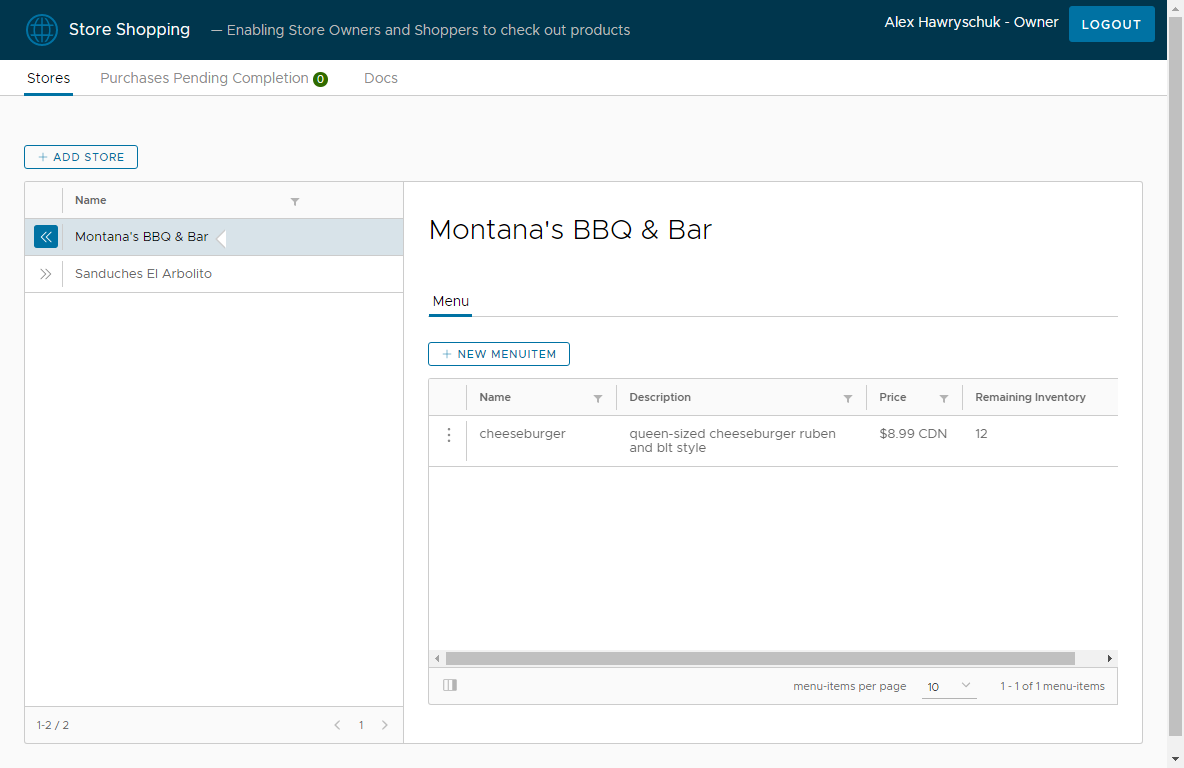 Store Shopping — Enabling Store Owners and Shoppers to check out products
Alex Hawryschuk - Owner
LOGOUT
Stores
Purchases Pending Completion 0
Docs
+ ADD STORE
Name
Montana's BBQ & Bar
Sanduches El Arbolito
1-2 / 2
1
Montana's BBQ & Bar
Menu
+ NEW MENUITEM
Name Description Price Remaining Inventory
cheeseburger
queen-sized cheeseburger ruben
and blt style
$8.99 CDN
12
menu-items per page 10 1 - 1 of 1 menu-items